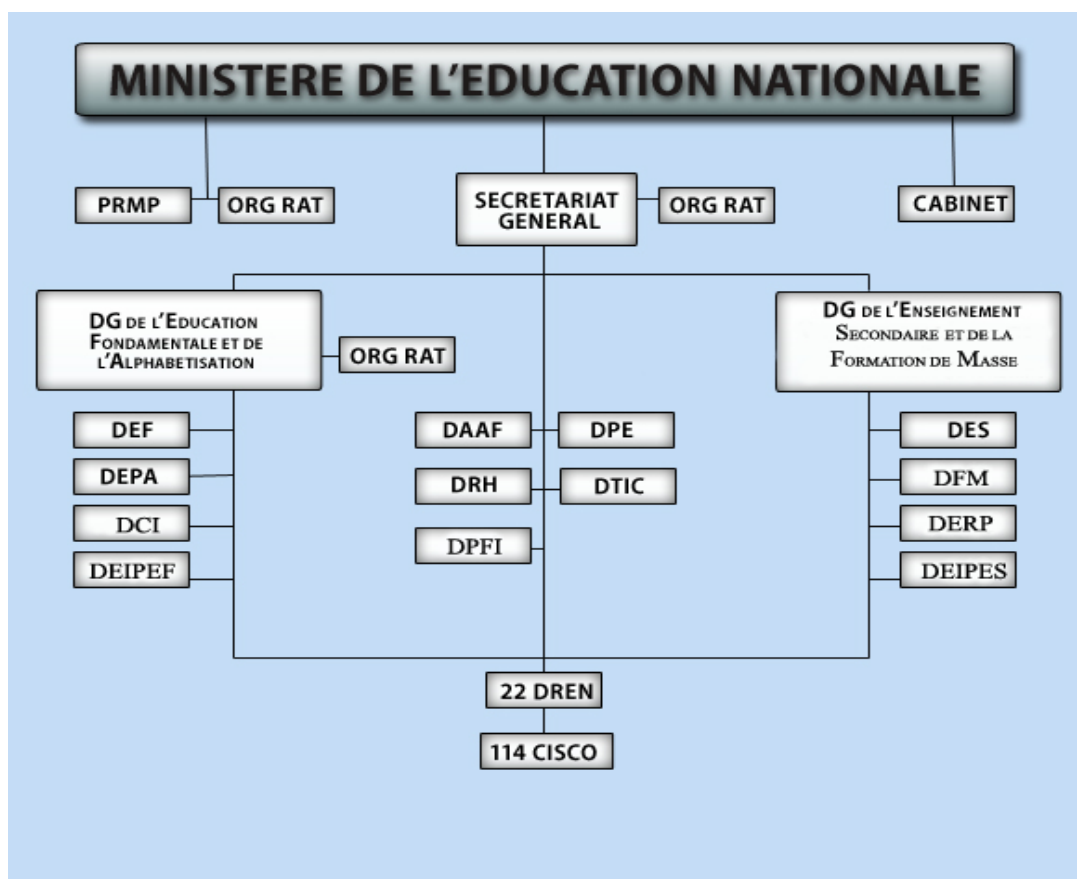 MINISTERE DE L'EDUCATION NATIONALE
PRMP
ORG RAT
SECRETARIAT
GENERAL
ORG RAT
CABINET
DG DE L'EDUCATION
FONDAMENTALE ET DE
L'ALPHABETISATION
ORG RAT
DG DE L'ENSEIGNEMENT
SECONDAIRE ET DE LA
FORMATION DE MASSE
DEF
DEPA
DCI
DEIPEF
DAAF
DPE
DRH
DTIC
DPFI
DES
DFM
DERP
DEIPES
22 DREN
114 CISCO